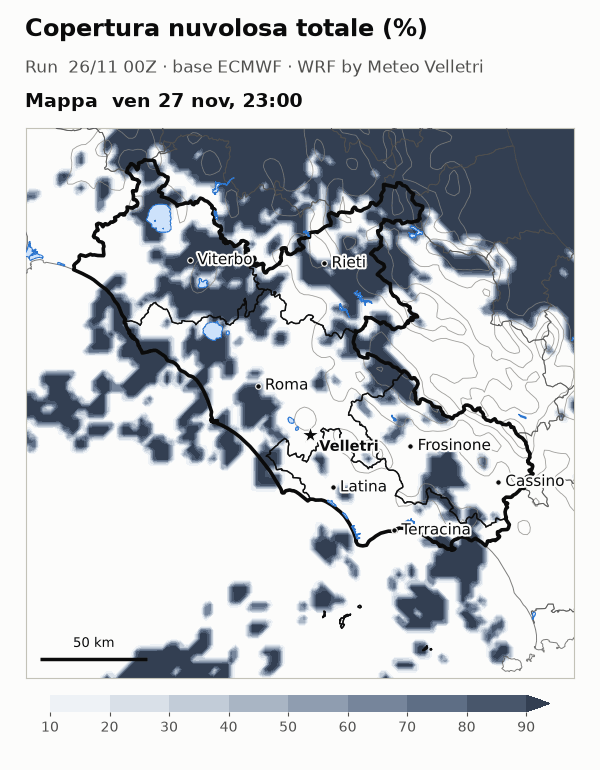 Copertura nuvolosa totale (%)
Run  26/11 00Z · base ECMWF · WRF by Meteo Velletri
Mappa  ven 27 nov, 23:00
Viterbo
Rieti
Roma
Velletri
Frosinone
Cassino
Latina
Terracina
50 km
10 20 30 40 50 60 70 80 90